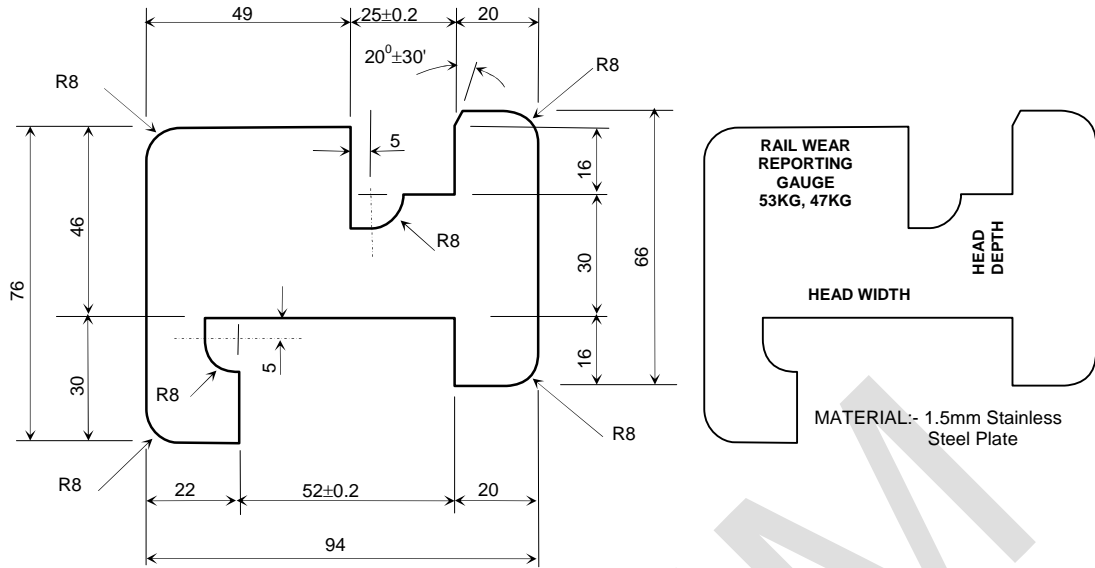 49
25±0.2
20
20⁰±30'
R8
R8
5
16
46
R8
76
30
66
RAIL WEAR
REPORTING
GAUGE
53KG, 47KG
HEAD
DEPTH
HEAD WIDTH
30
5
16
R8
R8
R8
MATERIAL:- 1.5mm Stainless
Steel Plate
22
52±0.2
20
94
M